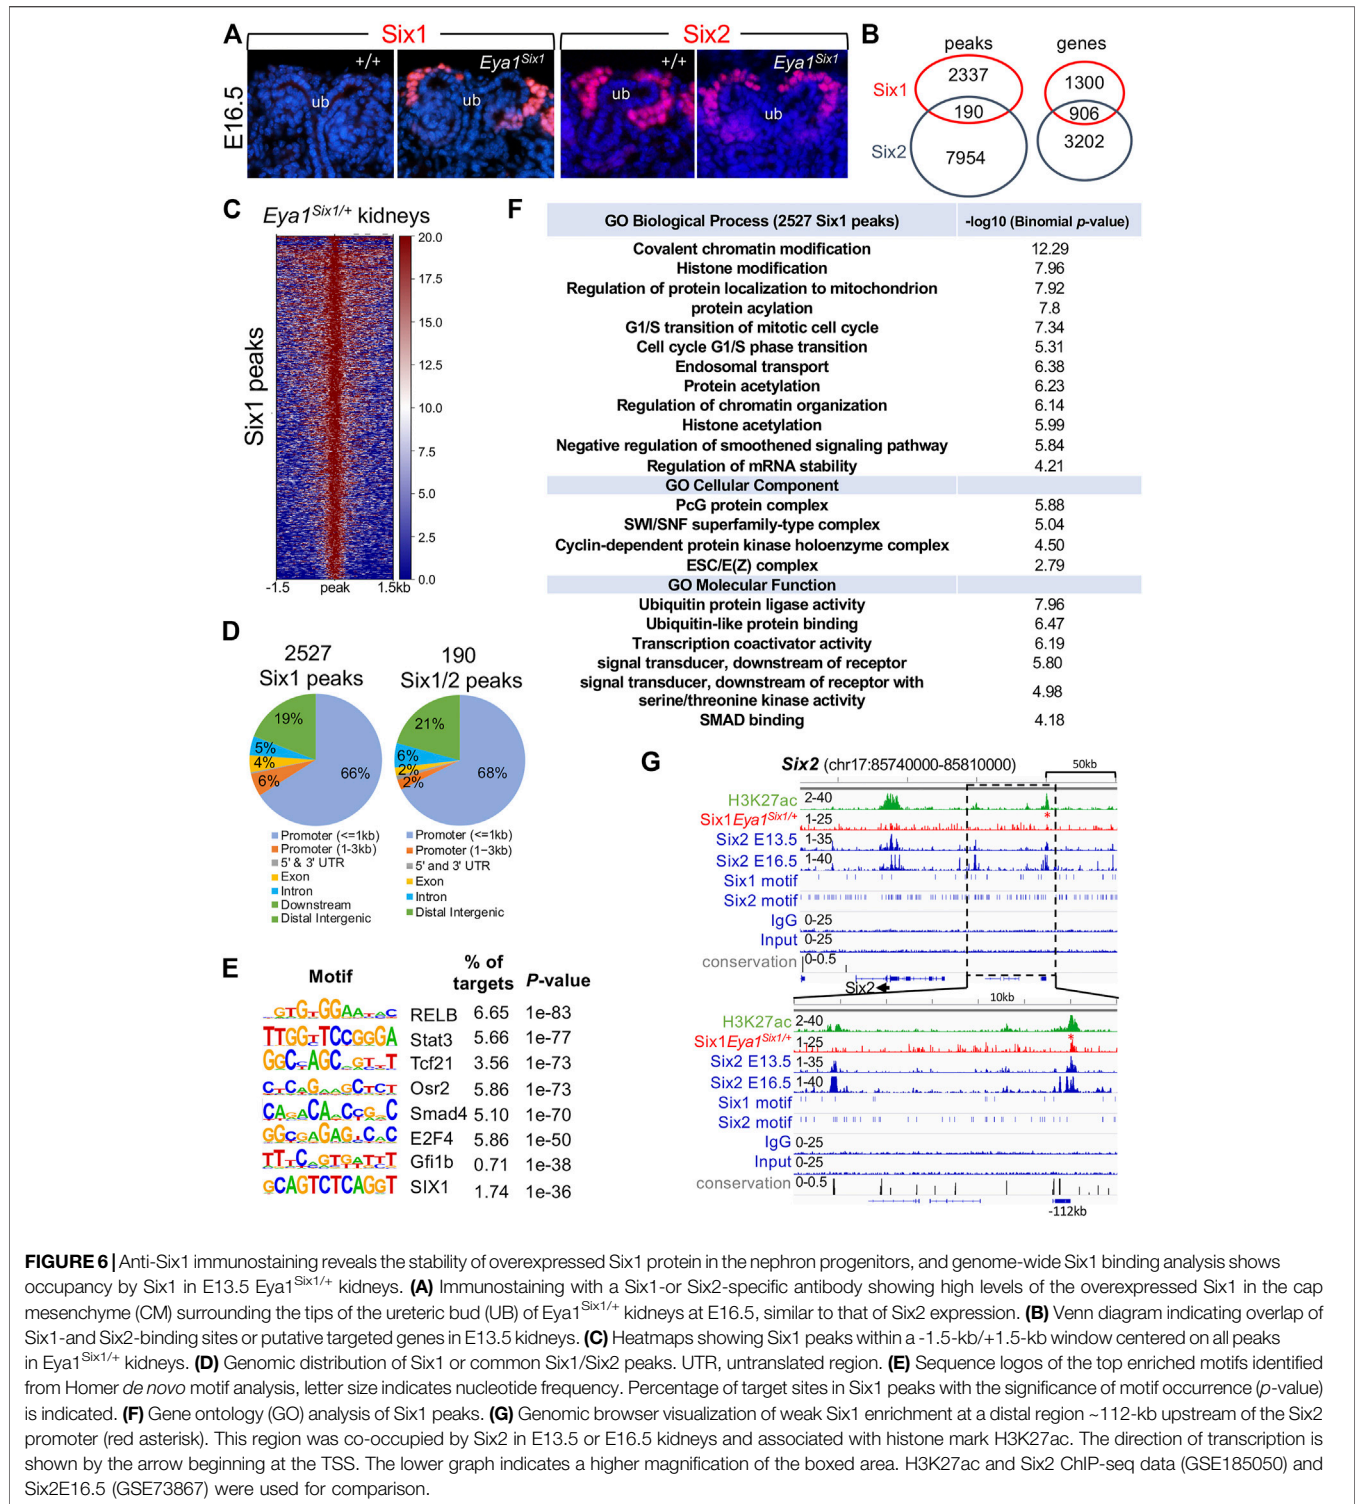 A
Six1
Six2
E16.5
+/+
ub
Eya1Six1
ub
+/+
ub
Eya1Six1
ub
B
peaks
genes
Six1
2337
190
7954
Six2
1300
906
3202
C
Eya1Six1/+ kidneys
Six1 peaks
20.0
17.5
15.0
12.5
10.0
7.5
5.0
2.5
0.0
-1.5
peak
1.5kb
D
2527
Six1 peaks
190
Six1/2 peaks
19%
5%
4%
6%
66%
21%
6%
2%
2%
68%
Promoter (<=1kb)
Promoter (1-3kb)
5' & 3' UTR
Exon
Intron
Downstream
Distal Intergenic
Promoter (<=1kb)
Promoter (1–3kb)
5' and 3' UTR
Exon
Intron
Distal Intergenic
E
Motif
% of targets
P-value
RELB 6.65 1e-83
Stat3 5.66 1e-77
Tcf21 3.56 1e-73
Osr2 5.86 1e-73
Smad4 5.10 1e-70
E2F4 5.86 1e-50
Gfi1b 0.71 1e-38
GCAGTCTCAGGT SIX1 1.74 1e-36
F
GO Biological Process (2527 Six1 peaks) -log10 (Binomial p-value)
Covalent chromatin modification 12.29
Histone modification 7.96
Regulation of protein localization to mitochondrion 7.92
protein acylation 7.8
G1/S transition of mitotic cell cycle 7.34
Cell cycle G1/S phase transition 5.31
Endosomal transport 6.38
Protein acetylation 6.23
Regulation of chromatin organization 6.14
Histone acetylation 5.99
Negative regulation of smoothened signaling pathway 5.84
Regulation of mRNA stability 4.21
GO Cellular Component
PcG protein complex 5.88
SWI/SNF superfamily-type complex 5.04
Cyclin-dependent protein kinase holoenzyme complex 4.50
ESC/E(Z) complex 2.79
GO Molecular Function
Ubiquitin protein ligase activity 7.96
Ubiquitin-like protein binding 6.47
Transcription coactivator activity 6.19
signal transducer, downstream of receptor 5.80
signal transducer, downstream of receptor with
serine/threonine kinase activity 4.98
SMAD binding 4.18
G
Six2 (chr17:85740000-85810000)
50kb
H3K27ac 2-40
Six1Eya1Six1/+ 1-25 *
Six2 E13.5 1-35
Six2 E16.5 1-40
Six1 motif
Six2 motif
IgG 0-25
Input 0-25
conservation 0-0.5
Six2
10kb
H3K27ac 2-40
Six1Eya1Six1/+ 1-25 *
Six2 E13.5 1-35
Six2 E16.5 1-40
Six1 motif
Six2 motif
IgG 0-25
Input 0-25
conservation 0-0.5
-112kb
FIGURE 6 | Anti-Six1 immunostaining reveals the stability of overexpressed Six1 protein in the nephron progenitors, and genome-wide Six1 binding analysis shows
occupancy by Six1 in E13.5 Eya1Six1/+ kidneys. (A) Immunostaining with a Six1-or Six2-specific antibody showing high levels of the overexpressed Six1 in the cap
mesenchyme (CM) surrounding the tips of the ureteric bud (UB) of Eya1Six1/+ kidneys at E16.5, similar to that of Six2 expression. (B) Venn diagram indicating overlap of
Six1-and Six2-binding sites or putative targeted genes in E13.5 kidneys. (C) Heatmaps showing Six1 peaks within a -1.5-kb/+1.5-kb window centered on all peaks
in Eya1Six1/+ kidneys. (D) Genomic distribution of Six1 or common Six1/Six2 peaks. UTR, untranslated region. (E) Sequence logos of the top enriched motifs identified
from Homer de novo motif analysis, letter size indicates nucleotide frequency. Percentage of target sites in Six1 peaks with the significance of motif occurrence (p-value)
is indicated. (F) Gene ontology (GO) analysis of Six1 peaks. (G) Genomic browser visualization of weak Six1 enrichment at a distal region ~112-kb upstream of the Six2
promoter (red asterisk). This region was co-occupied by Six2 in E13.5 or E16.5 kidneys and associated with histone mark H3K27ac. The direction of transcription is
shown by the arrow beginning at the TSS. The lower graph indicates a higher magnification of the boxed area. H3K27ac and Six2 ChIP-seq data (GSE185050) and
Six2E16.5 (GSE73867) were used for comparison.